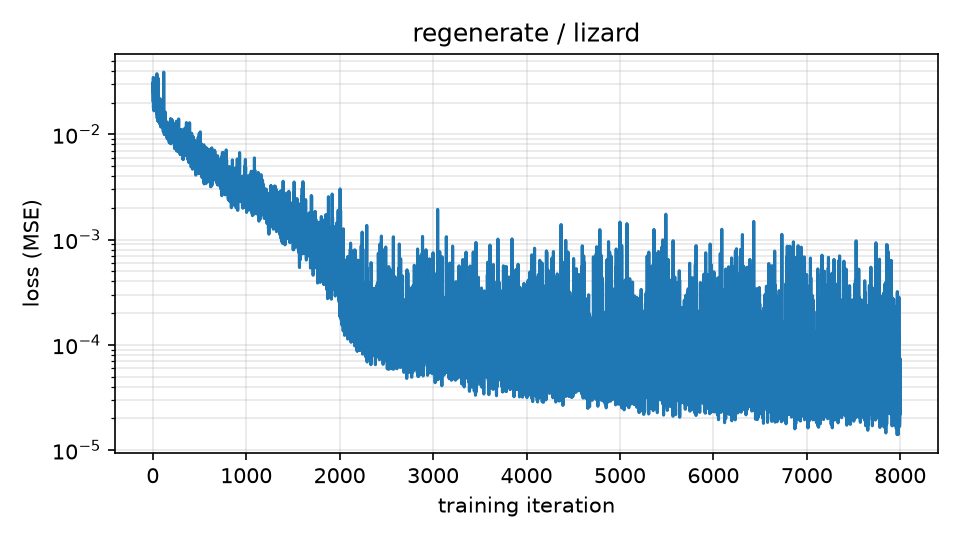 regenerate / lizard
loss (MSE)
10⁻²
10⁻³
10⁻⁴
10⁻⁵
0 1000 2000 3000 4000 5000 6000 7000 8000
training iteration